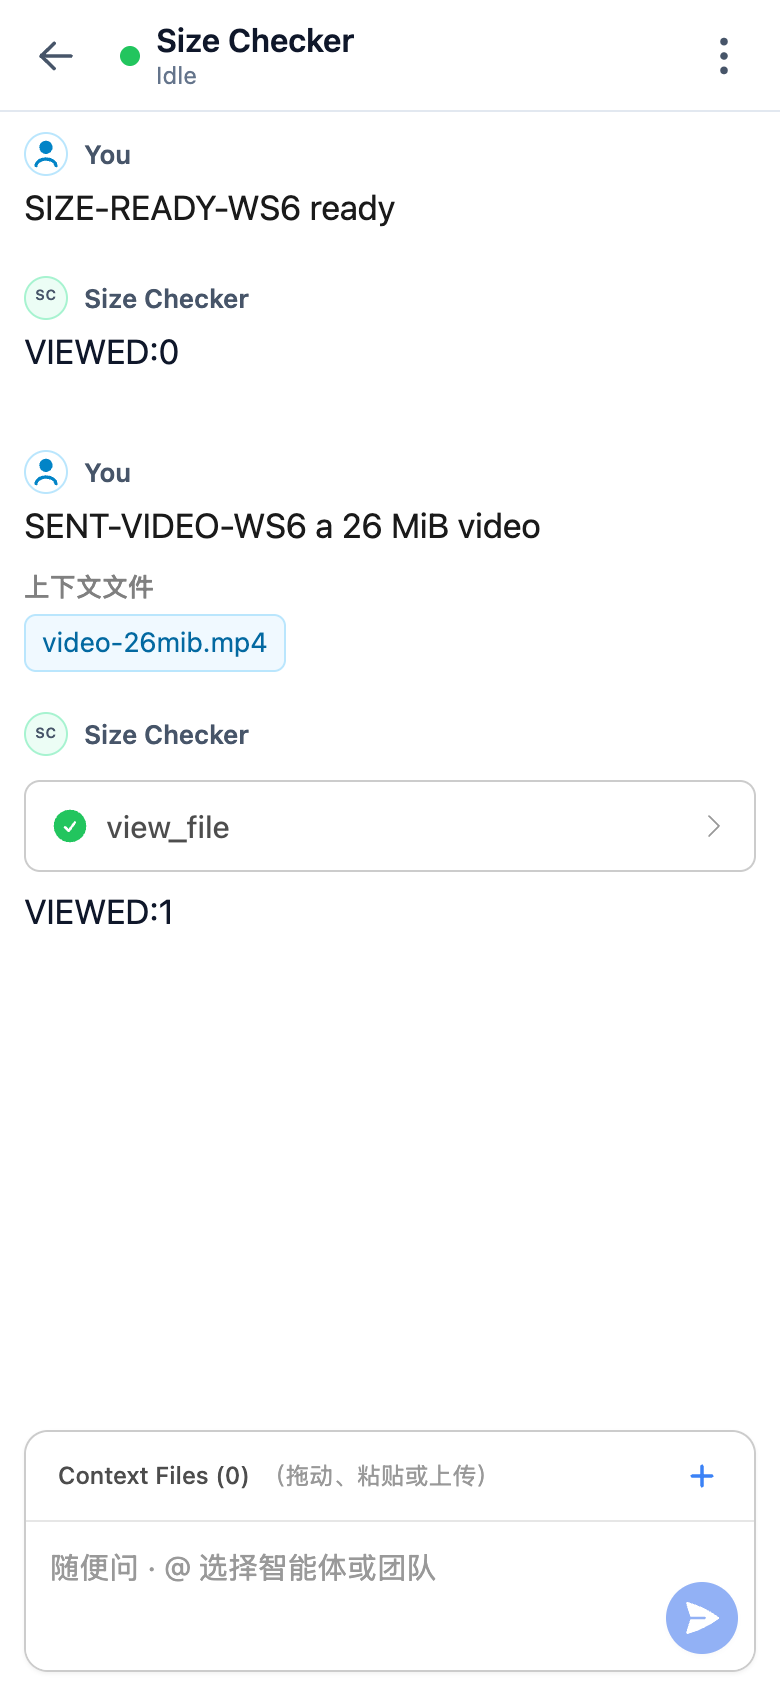 Size Checker
Idle
You
SIZE-READY-WS6 ready
SC Size Checker
VIEWED:0
You
SENT-VIDEO-WS6 a 26 MiB video
上下文文件
video-26mib.mp4
SC Size Checker
view_file
VIEWED:1
Context Files (0) （拖动、粘贴或上传）
随便问 · @ 选择智能体或团队